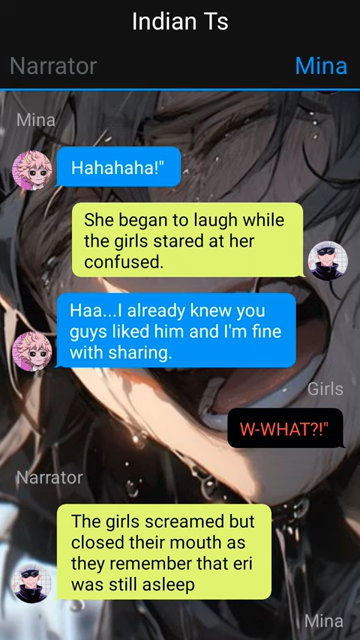 Indian Ts
Narrator Mina
Mina
Hahahaha!"
She began to laugh while
the girls stared at her
confused.
Haa...I already knew you
guys liked him and I'm fine
with sharing.
Girls
W-WHAT?!"
Narrator
The girls screamed but
closed their mouth as
they remember that eri
was still asleep
Mina